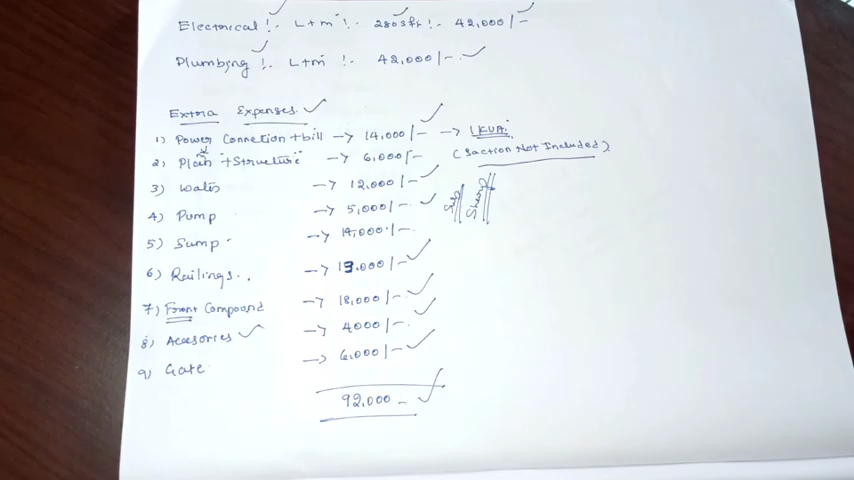 Electrical !. L+m !. 280sft !. 42,000/-
Plumbing !. L+m !. 42,000/-.
Extra Expenses.
1) Power Connection + bill -> 14,000/- -> 1KVA.
2) Plan + Structure -> 6,000/- (Saction Not Included)
3) Water -> 12,000/-
4) Pump -> 5,000/-
5) Sump -> 14,000/-
6) Railings. -> 13,000/-
7) Front Compound -> 18,000/-
8) Accesories -> 4000/-
9) Gate -> 6,000/-
92,000 -